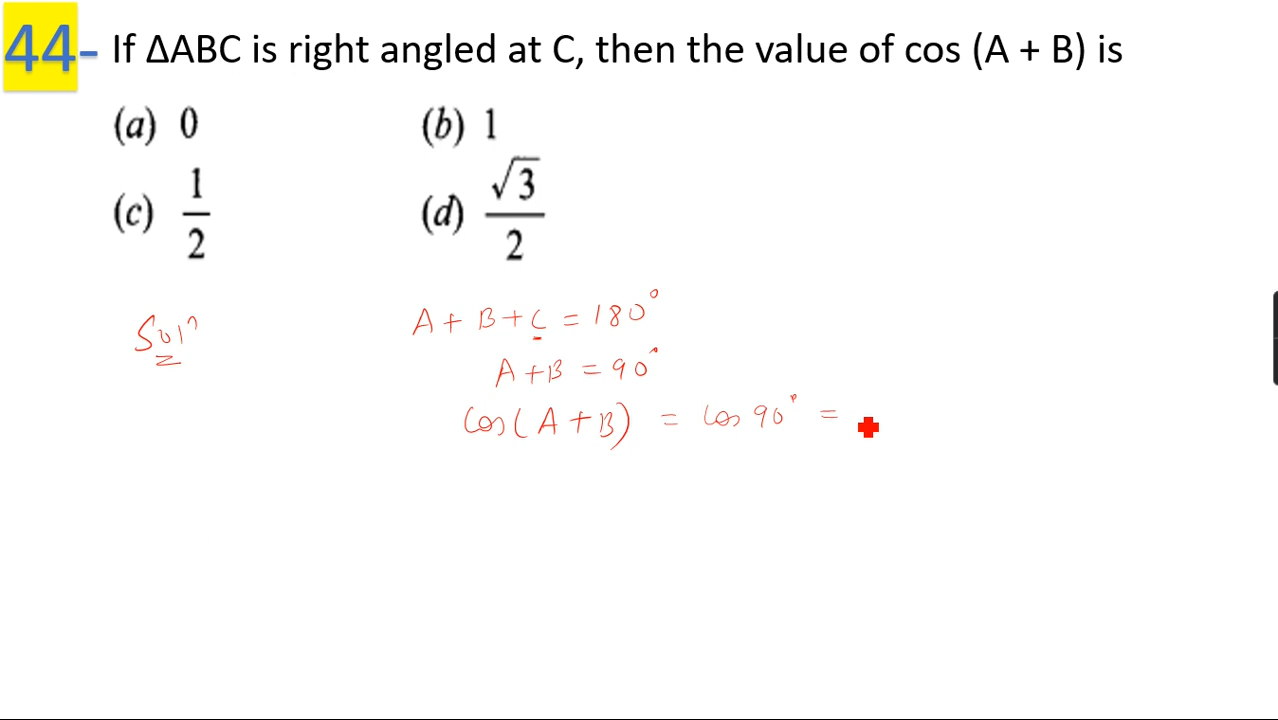 44- If ΔABC is right angled at C, then the value of cos (A + B) is
(a) 0 (b) 1
(c) 1/2 (d) √3/2
Solⁿ A + B + C = 180°
A + B = 90°
Cos(A + B) = Cos 90° =